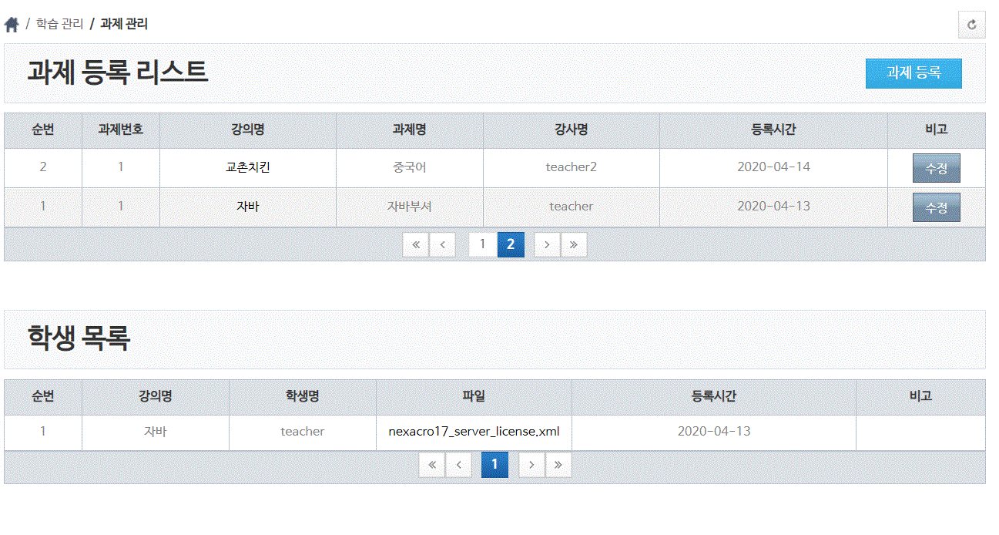 / 학습 관리 / 과제 관리
과제 등록 리스트
과제 등록
순번 과제번호 강의명 과제명 강사명 등록시간 비고
2 1 교촌치킨 중국어 teacher2 2020-04-14 수정
1 1 자바 자바부셔 teacher 2020-04-13 수정
« ‹ 1 2 › »
학생 목록
순번 강의명 학생명 파일 등록시간 비고
1 자바 teacher nexacro17_server_license.xml 2020-04-13
« ‹ 1 › »